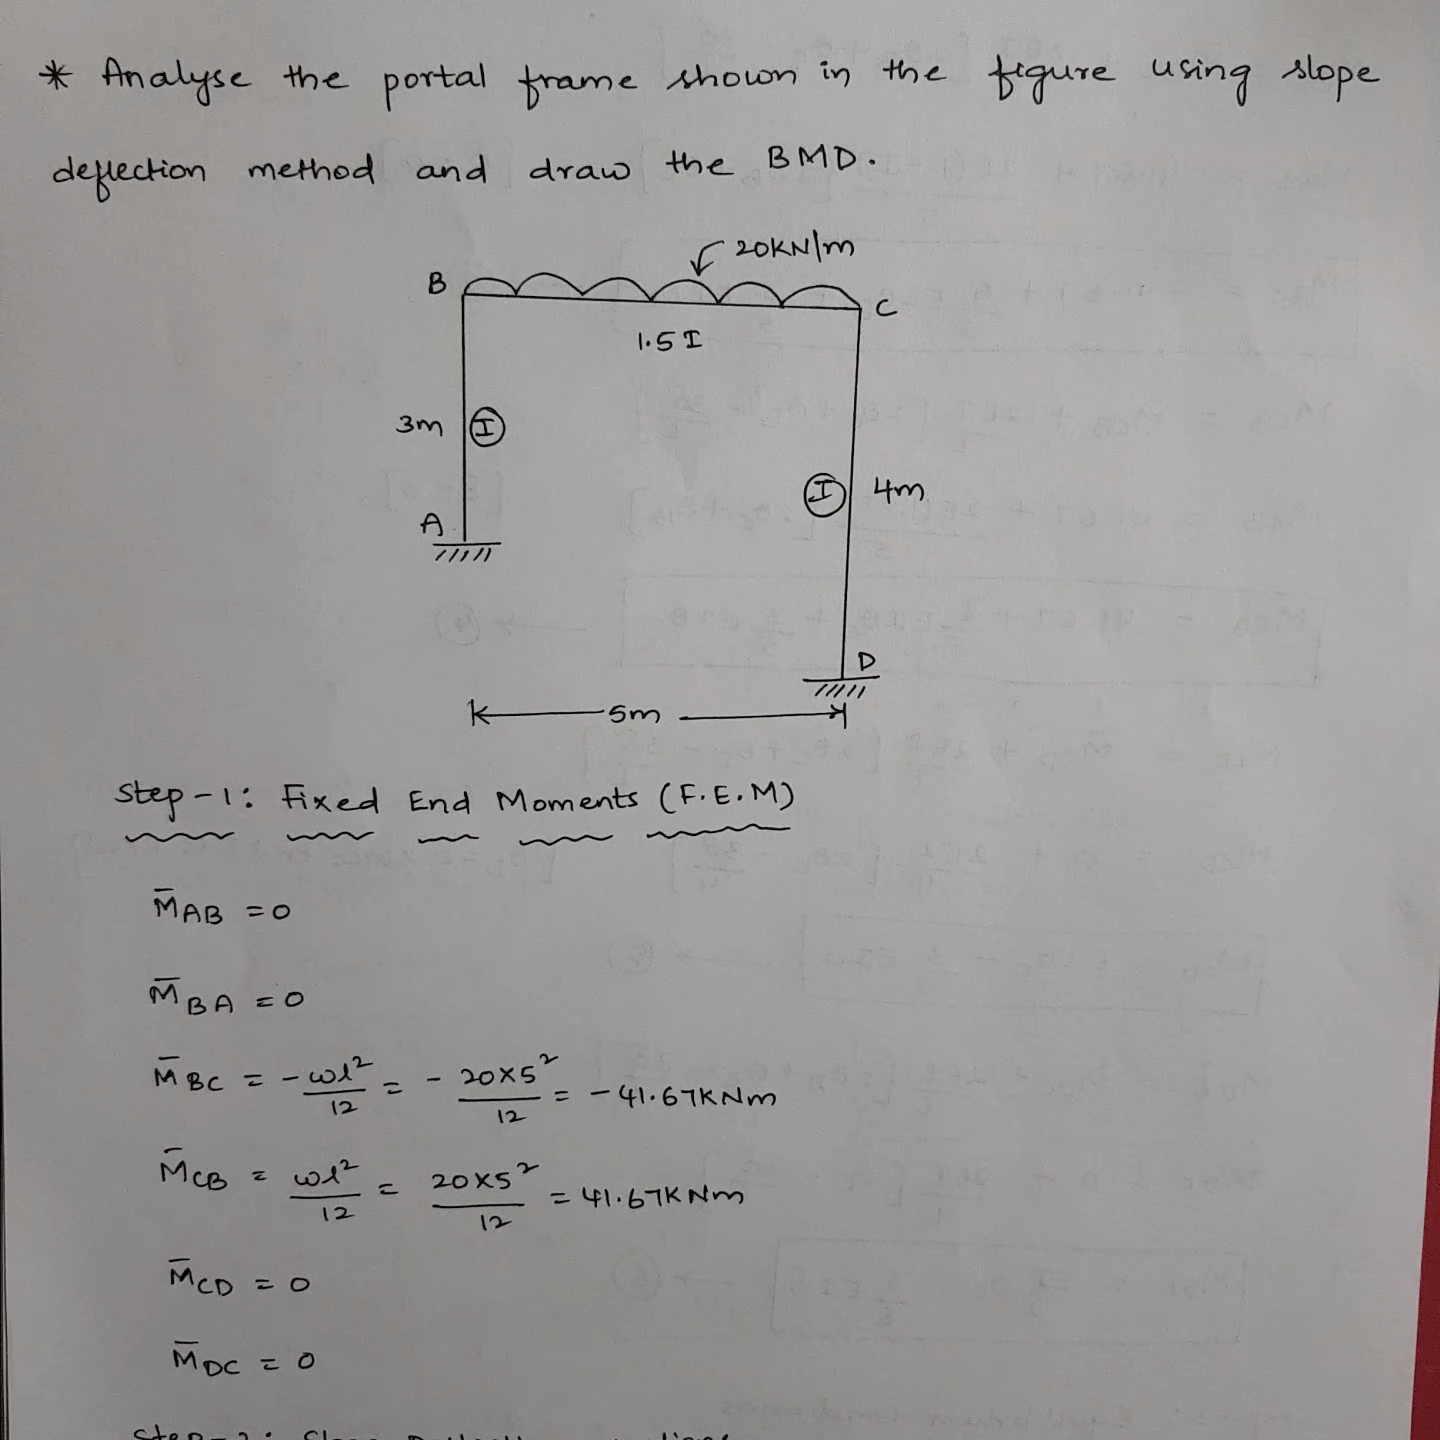 * Analyse the portal frame shown in the figure using slope
deflection method and draw the BMD.
20KN/m
B
C
1.5 I
3m
I
I
4m
A
D
5m
Step-1: Fixed End Moments (F.E.M)
M̄AB = 0
M̄BA = 0
M̄BC = -wl²/12 = - 20×5²/12 = -41.67KNm
M̄CB = wl²/12 = 20×5²/12 = 41.67KNm
M̄CD = 0
M̄DC = 0